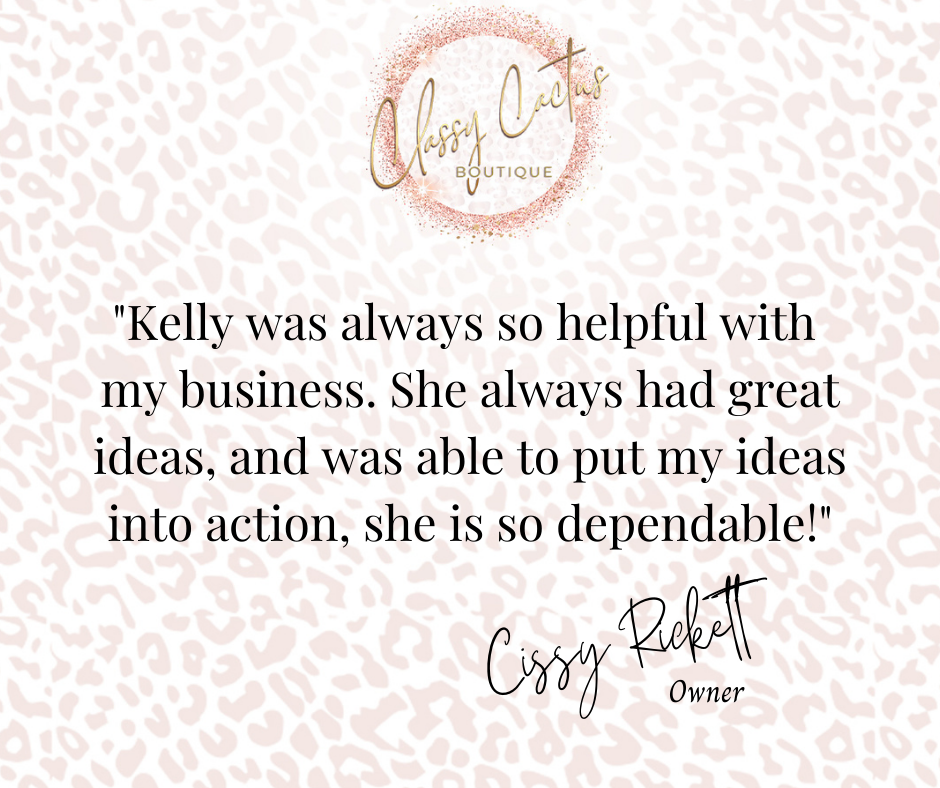 Classy Cactus
BOUTIQUE
"Kelly was always so helpful with
my business. She always had great
ideas, and was able to put my ideas
into action, she is so dependable!"
Cissy Rickett
Owner